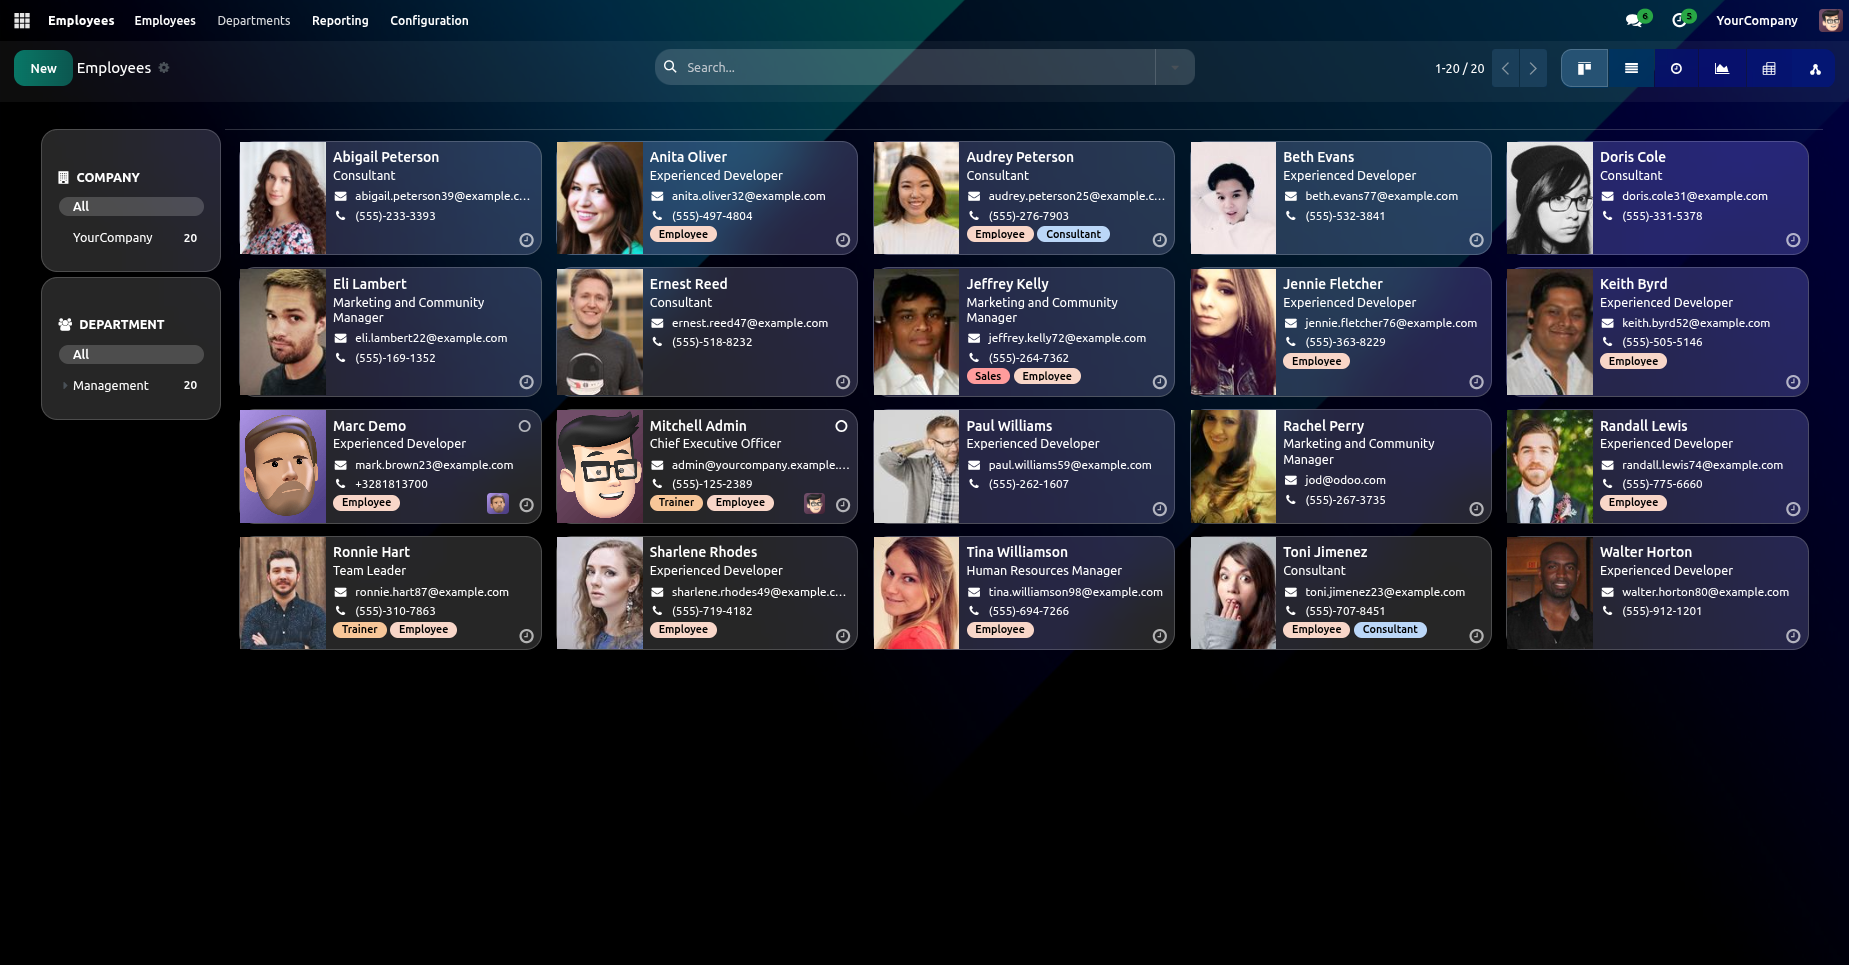 Employees Employees Departments Reporting Configuration 6 5 YourCompany
New Employees Search... 1-20 / 20
COMPANY
All
YourCompany 20
DEPARTMENT
All
Management 20
Abigail Peterson
Consultant
abigail.peterson39@example.c...
(555)-233-3393
Anita Oliver
Experienced Developer
anita.oliver32@example.com
(555)-497-4804
Employee
Audrey Peterson
Consultant
audrey.peterson25@example.c...
(555)-276-7903
Employee Consultant
Beth Evans
Experienced Developer
beth.evans77@example.com
(555)-532-3841
Doris Cole
Consultant
doris.cole31@example.com
(555)-331-5378
Eli Lambert
Marketing and Community
Manager
eli.lambert22@example.com
(555)-169-1352
Ernest Reed
Consultant
ernest.reed47@example.com
(555)-518-8232
Jeffrey Kelly
Marketing and Community
Manager
jeffrey.kelly72@example.com
(555)-264-7362
Sales Employee
Jennie Fletcher
Experienced Developer
jennie.fletcher76@example.com
(555)-363-8229
Employee
Keith Byrd
Experienced Developer
keith.byrd52@example.com
(555)-505-5146
Employee
Marc Demo
Experienced Developer
mark.brown23@example.com
+3281813700
Employee
Mitchell Admin
Chief Executive Officer
admin@yourcompany.example....
(555)-125-2389
Trainer Employee
Paul Williams
Experienced Developer
paul.williams59@example.com
(555)-262-1607
Rachel Perry
Marketing and Community
Manager
jod@odoo.com
(555)-267-3735
Randall Lewis
Experienced Developer
randall.lewis74@example.com
(555)-775-6660
Employee
Ronnie Hart
Team Leader
ronnie.hart87@example.com
(555)-310-7863
Trainer Employee
Sharlene Rhodes
Experienced Developer
sharlene.rhodes49@example.c...
(555)-719-4182
Employee
Tina Williamson
Human Resources Manager
tina.williamson98@example.com
(555)-694-7266
Employee
Toni Jimenez
Consultant
toni.jimenez23@example.com
(555)-707-8451
Employee Consultant
Walter Horton
Experienced Developer
walter.horton80@example.com
(555)-912-1201